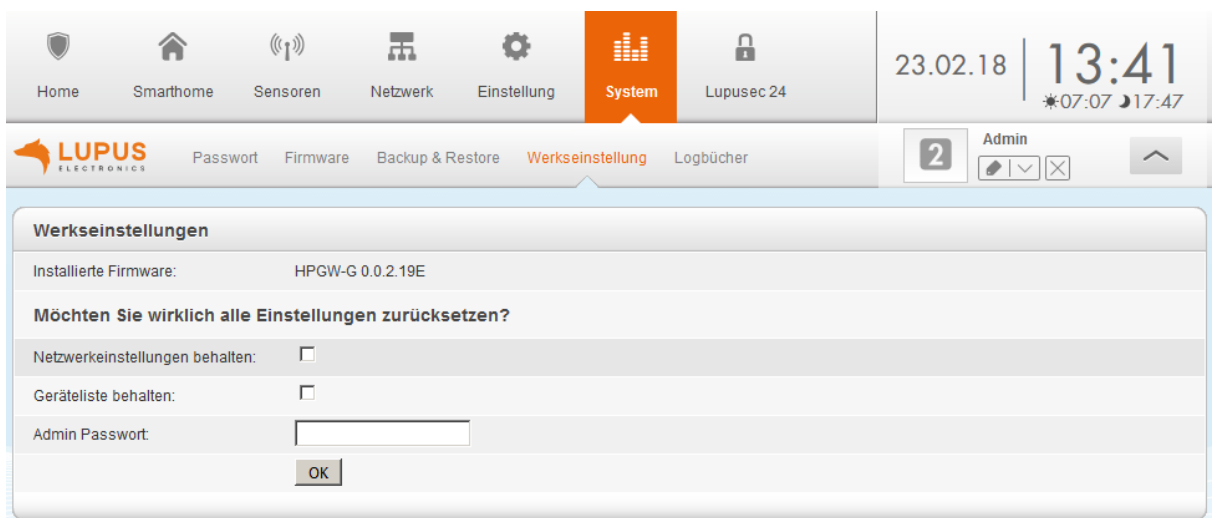 Home Smarthome Sensoren Netzwerk Einstellung System Lupusec 24
23.02.18 13:41
07:07 17:47
LUPUS
ELECTRONICS
Passwort Firmware Backup & Restore Werkseinstellung Logbücher
2 Admin
Werkseinstellungen
Installierte Firmware: HPGW-G 0.0.2.19E
Möchten Sie wirklich alle Einstellungen zurücksetzen?
Netzwerkeinstellungen behalten:
Geräteliste behalten:
Admin Passwort:
OK